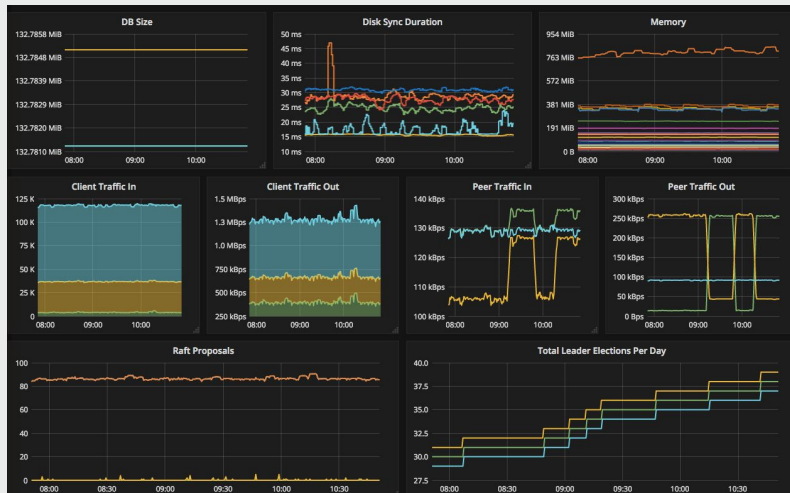 DB Size
132.7858 MiB
132.7848 MiB
132.7839 MiB
132.7829 MiB
132.7820 MiB
132.7810 MiB
08:00 09:00 10:00
Disk Sync Duration
50 ms
45 ms
40 ms
35 ms
30 ms
25 ms
20 ms
15 ms
10 ms
08:00 09:00 10:00
Memory
954 MiB
763 MiB
572 MiB
381 MiB
191 MiB
0 B
08:00 09:00 10:00
Client Traffic In
125 K
100 K
75 K
50 K
25 K
0
08:00 09:00 10:00
Client Traffic Out
1.5 MBps
1.3 MBps
1.0 MBps
750 kBps
500 kBps
250 kBps
08:00 09:00 10:00
Peer Traffic In
140 kBps
130 kBps
120 kBps
110 kBps
100 kBps
08:00 09:00 10:00
Peer Traffic Out
300 kBps
250 kBps
200 kBps
150 kBps
100 kBps
50 kBps
0 Bps
08:00 09:00 10:00
Raft Proposals
100
80
60
40
20
0
08:00 08:30 09:00 09:30 10:00 10:30
Total Leader Elections Per Day
40.0
37.5
35.0
32.5
30.0
27.5
08:00 08:30 09:00 09:30 10:00 10:30